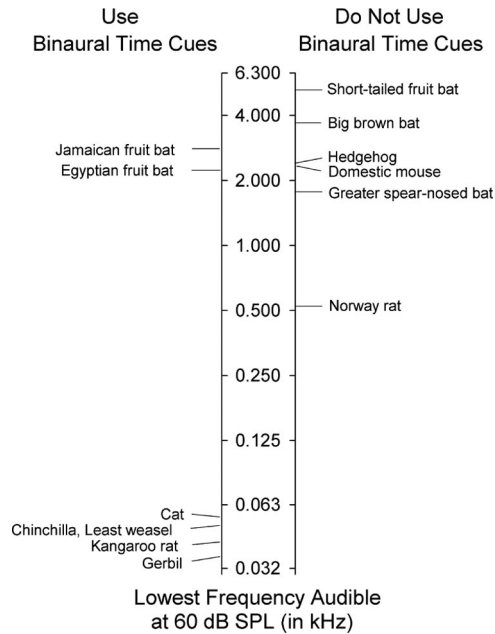 Use
Binaural Time Cues
Do Not Use
Binaural Time Cues
6.300
Short-tailed fruit bat
4.000
Big brown bat
Jamaican fruit bat
Hedgehog
Egyptian fruit bat
Domestic mouse
2.000
Greater spear-nosed bat
1.000
0.500
Norway rat
0.250
0.125
0.063
Cat
Chinchilla, Least weasel
Kangaroo rat
Gerbil
0.032
Lowest Frequency Audible
at 60 dB SPL (in kHz)